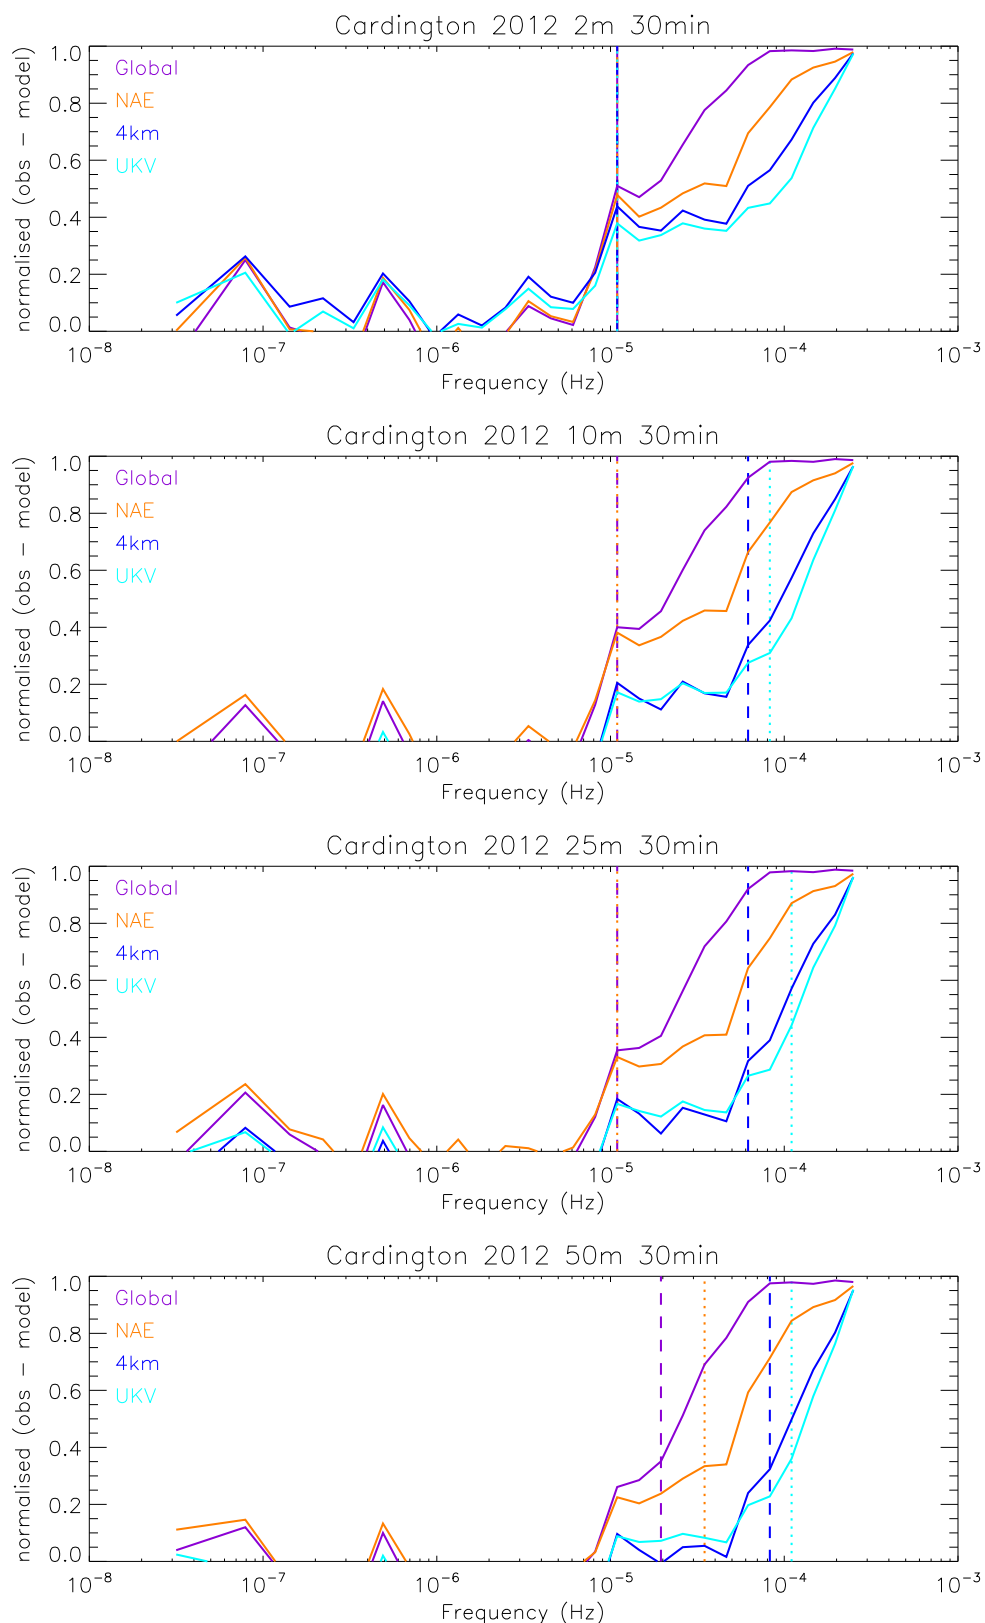 Cardington 2012 2m 30min
normalised (obs − model)
1.0
0.8
0.6
0.4
0.2
0.0
Global
NAE
4km
UKV
10⁻⁸ 10⁻⁷ 10⁻⁶ 10⁻⁵ 10⁻⁴ 10⁻³
Frequency (Hz)
Cardington 2012 10m 30min
normalised (obs − model)
1.0
0.8
0.6
0.4
0.2
0.0
Global
NAE
4km
UKV
10⁻⁸ 10⁻⁷ 10⁻⁶ 10⁻⁵ 10⁻⁴ 10⁻³
Frequency (Hz)
Cardington 2012 25m 30min
normalised (obs − model)
1.0
0.8
0.6
0.4
0.2
0.0
Global
NAE
4km
UKV
10⁻⁸ 10⁻⁷ 10⁻⁶ 10⁻⁵ 10⁻⁴ 10⁻³
Frequency (Hz)
Cardington 2012 50m 30min
normalised (obs − model)
1.0
0.8
0.6
0.4
0.2
0.0
Global
NAE
4km
UKV
10⁻⁸ 10⁻⁷ 10⁻⁶ 10⁻⁵ 10⁻⁴ 10⁻³
Frequency (Hz)